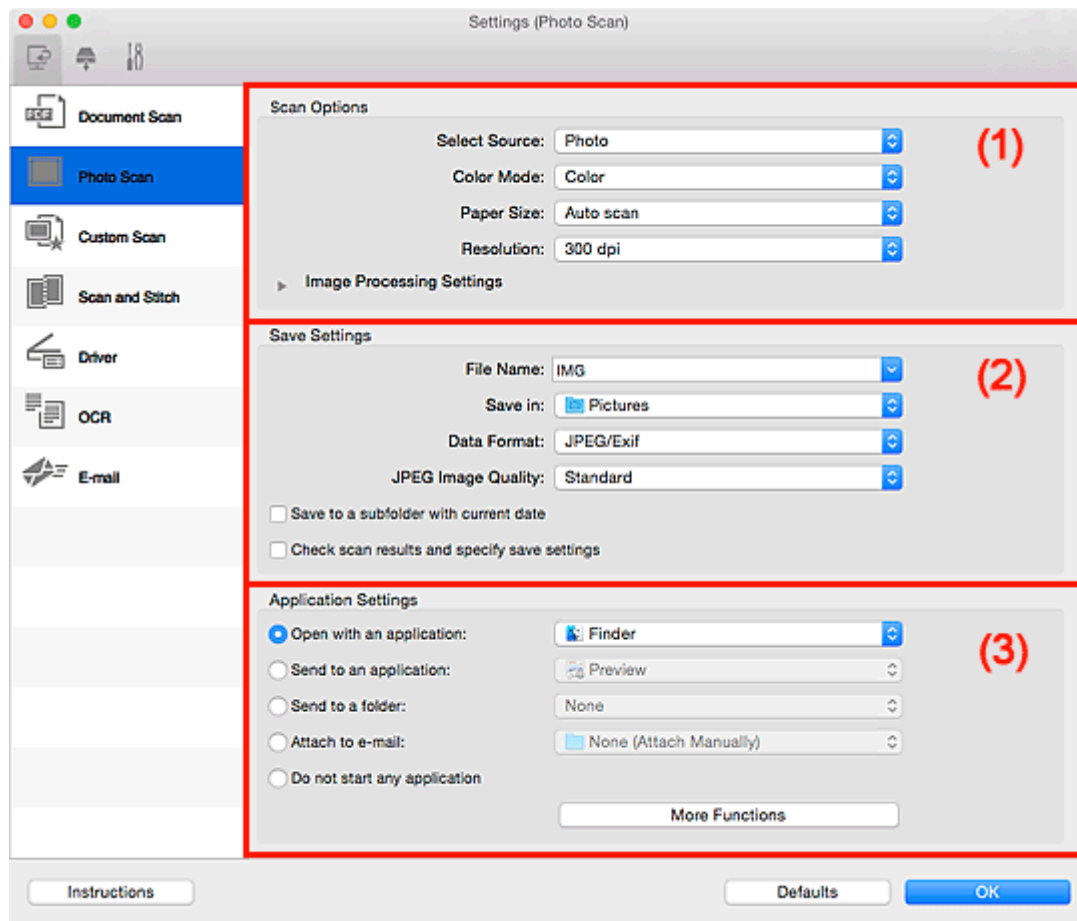 Settings (Photo Scan)
Document Scan
Photo Scan
Custom Scan
Scan and Stitch
Driver
OCR
E-mail
Scan Options
(1)
Select Source: Photo
Color Mode: Color
Paper Size: Auto scan
Resolution: 300 dpi
Image Processing Settings
Save Settings
(2)
File Name: IMG
Save in: Pictures
Data Format: JPEG/Exif
JPEG Image Quality: Standard
Save to a subfolder with current date
Check scan results and specify save settings
Application Settings
(3)
Open with an application: Finder
Send to an application: Preview
Send to a folder: None
Attach to e-mail: None (Attach Manually)
Do not start any application
More Functions
Instructions Defaults OK